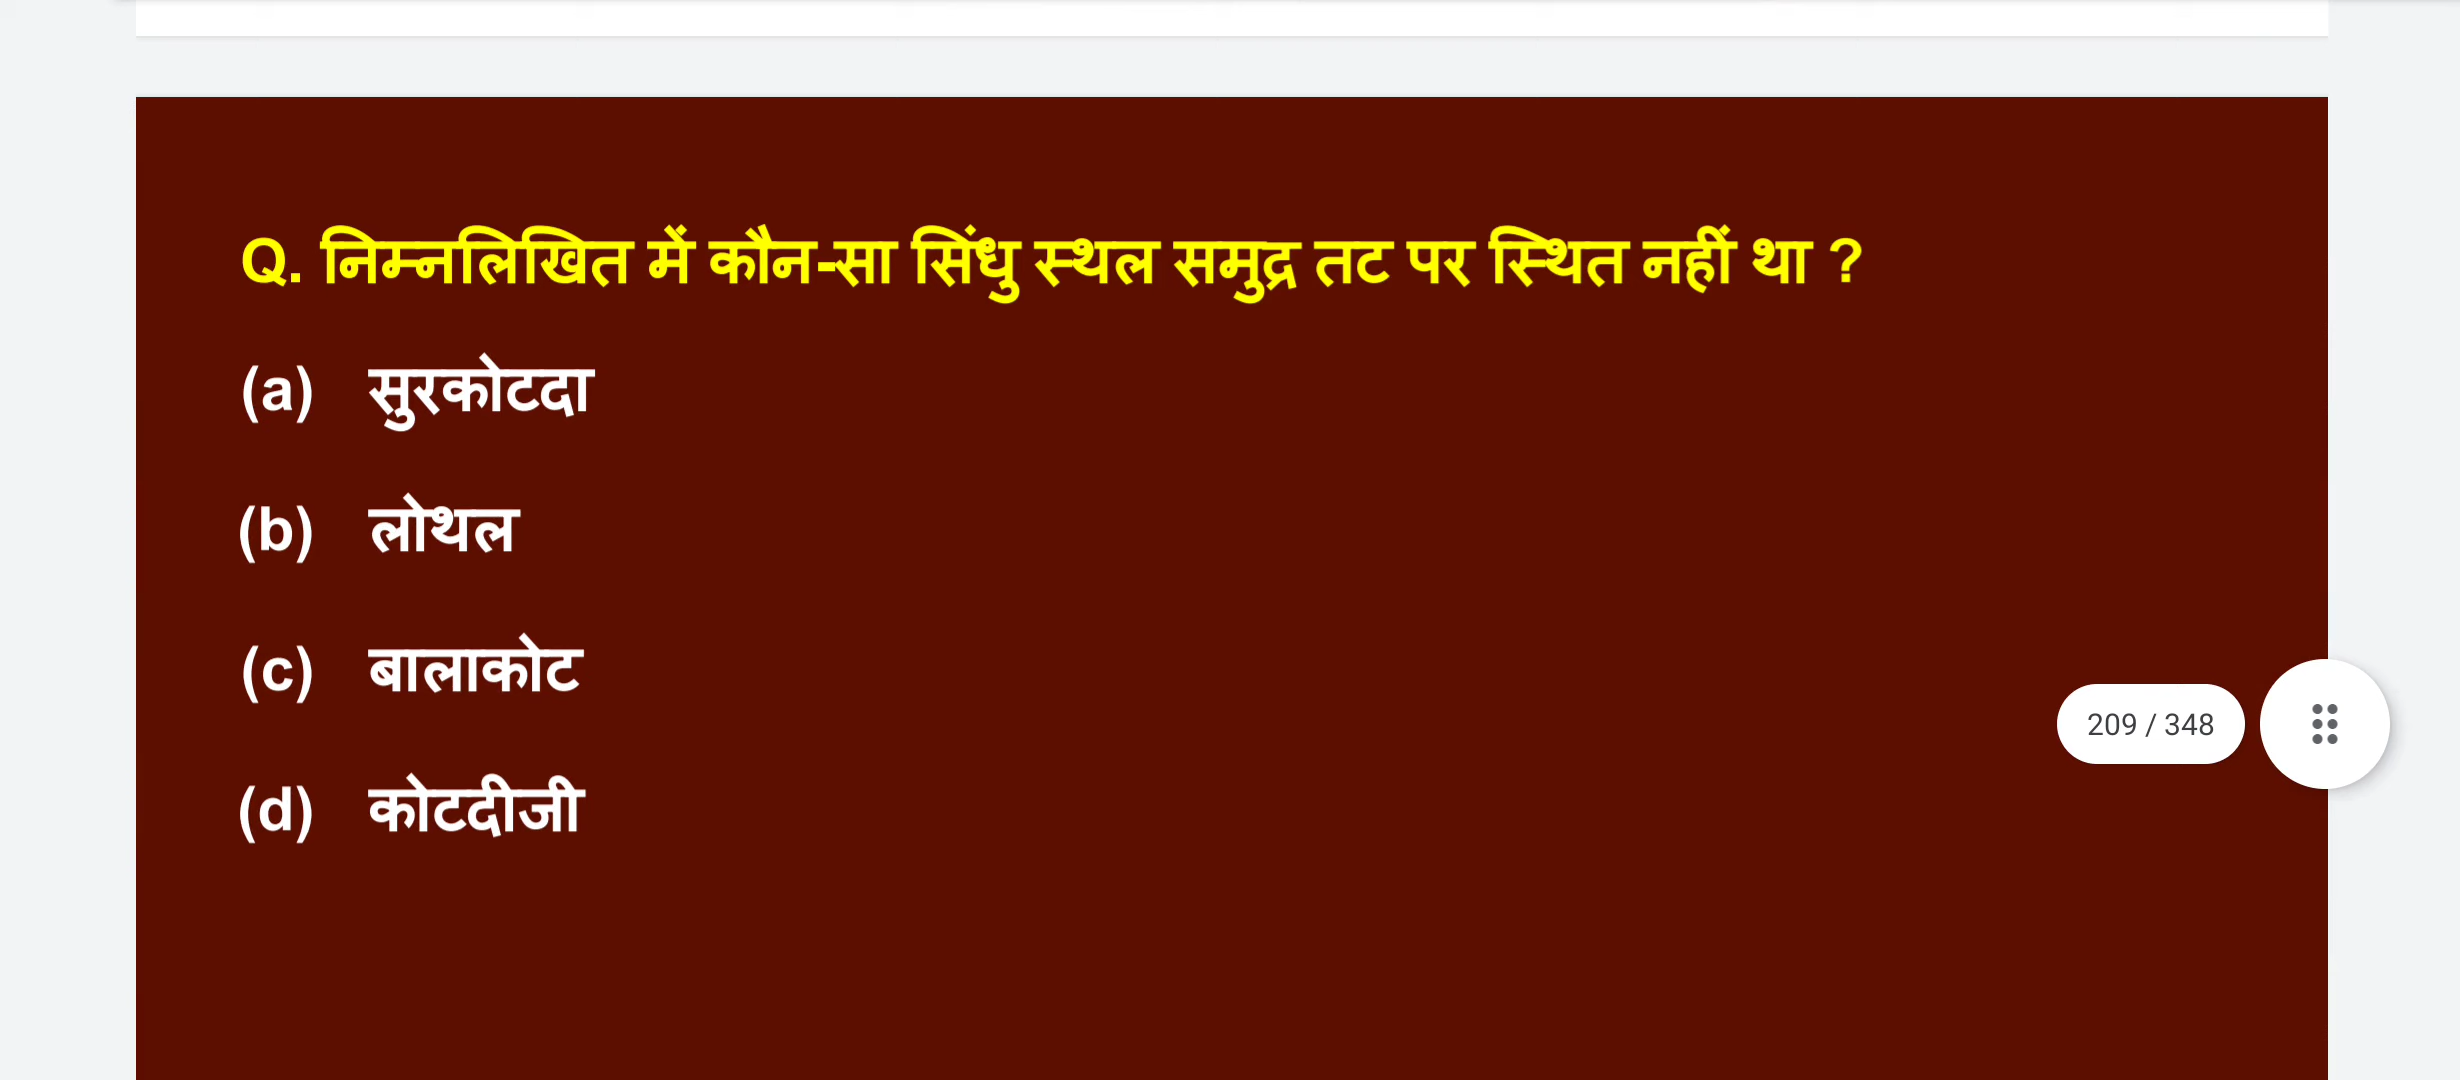 Q. निम्नलिखित में कौन-सा सिंधु स्थल समुद्र तट पर स्थित नहीं था ?
(a) सुरकोटदा
(b) लोथल
(c) बालाकोट
(d) कोटदीजी
209 / 348